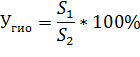 Угио = S1/S2 * 100%